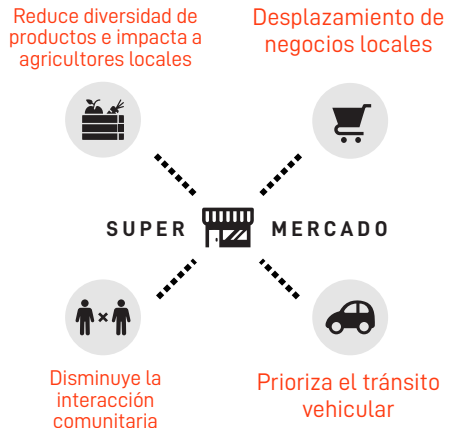 Reduce diversidad de
productos e impacta a
agricultores locales
Desplazamiento de
negocios locales
SUPER MERCADO
Disminuye la
interacción
comunitaria
Prioriza el tránsito
vehicular